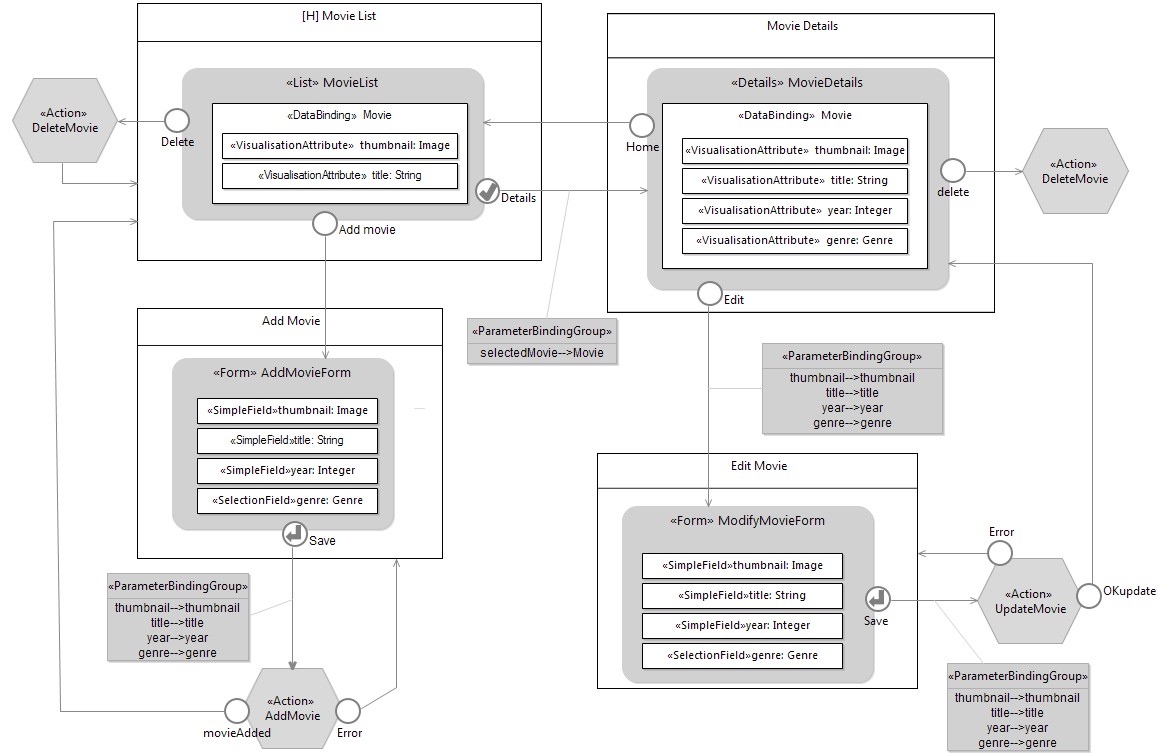 [H] Movie List
«List» MovieList
«DataBinding» Movie
«VisualisationAttribute» thumbnail: Image
«VisualisationAttribute» title: String
«Action»
DeleteMovie
Delete
Details
Add movie
Movie Details
«Details» MovieDetails
«DataBinding» Movie
«VisualisationAttribute» thumbnail: Image
«VisualisationAttribute» title: String
«VisualisationAttribute» year: Integer
«VisualisationAttribute» genre: Genre
Home
delete
«Action»
DeleteMovie
Edit
«ParameterBindingGroup»
selectedMovie-->Movie
Add Movie
«Form» AddMovieForm
«SimpleField»thumbnail: Image
«SimpleField»title: String
«SimpleField»year: Integer
«SelectionField»genre: Genre
Save
«ParameterBindingGroup»
thumbnail-->thumbnail
title-->title
year-->year
genre-->genre
«Action»
AddMovie
movieAdded
Error
«ParameterBindingGroup»
thumbnail-->thumbnail
title-->title
year-->year
genre-->genre
Edit Movie
«Form» ModifyMovieForm
«SimpleField»thumbnail: Image
«SimpleField»title: String
«SimpleField»year: Integer
«SelectionField»genre: Genre
Save
Error
«Action»
UpdateMovie
OKupdate
«ParameterBindingGroup»
thumbnail-->thumbnail
title-->title
year-->year
genre-->genre